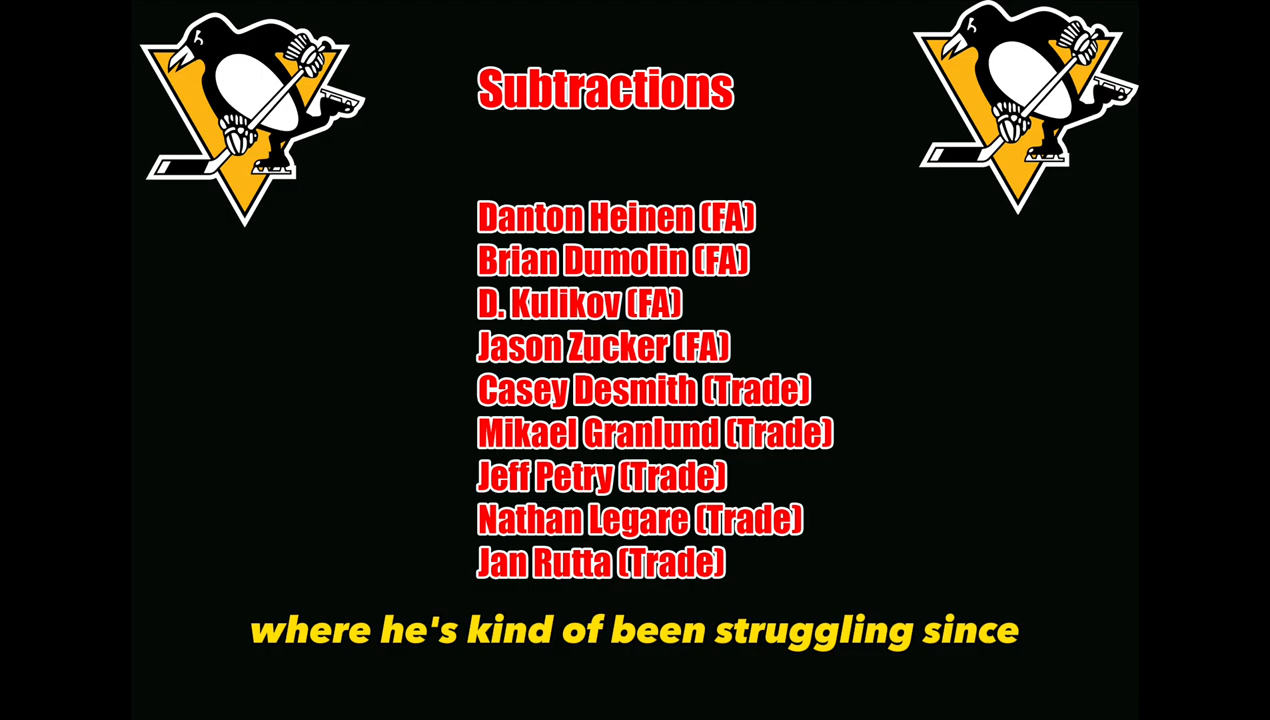 Subtractions
Danton Heinen (FA)
Brian Dumolin (FA)
D. Kulikov (FA)
Jason Zucker (FA)
Casey Desmith (Trade)
Mikael Granlund (Trade)
Jeff Petry (Trade)
Nathan Legare (Trade)
Jan Rutta (Trade)
where he's kind of been struggling since